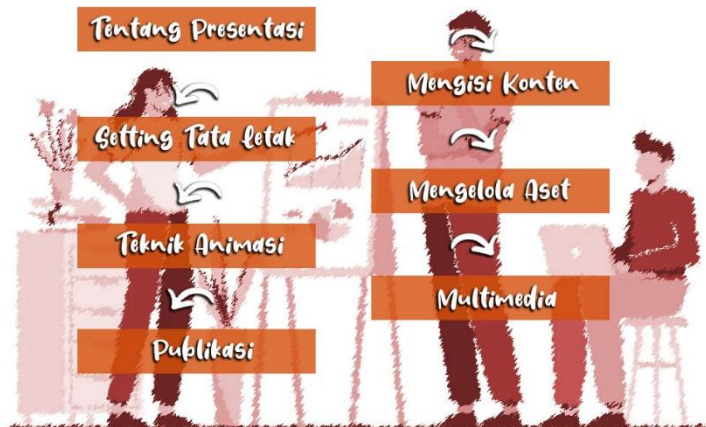 Tentang Presentasi
Mengisi Konten
Setting Tata Letak
Mengelola Aset
Teknik Animasi
Multimedia
Publikasi